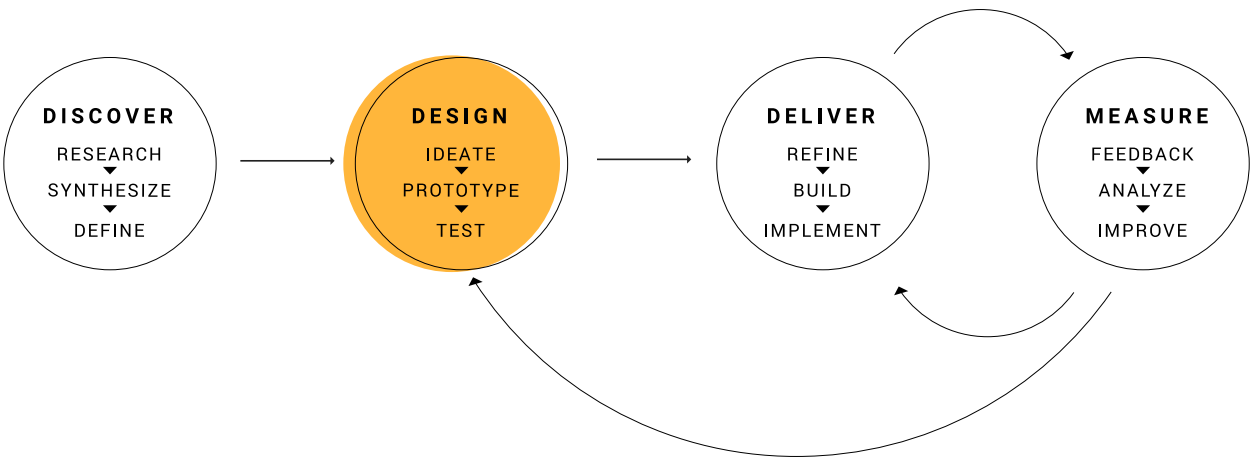 DISCOVER
RESEARCH
SYNTHESIZE
DEFINE
DESIGN
IDEATE
PROTOTYPE
TEST
DELIVER
REFINE
BUILD
IMPLEMENT
MEASURE
FEEDBACK
ANALYZE
IMPROVE